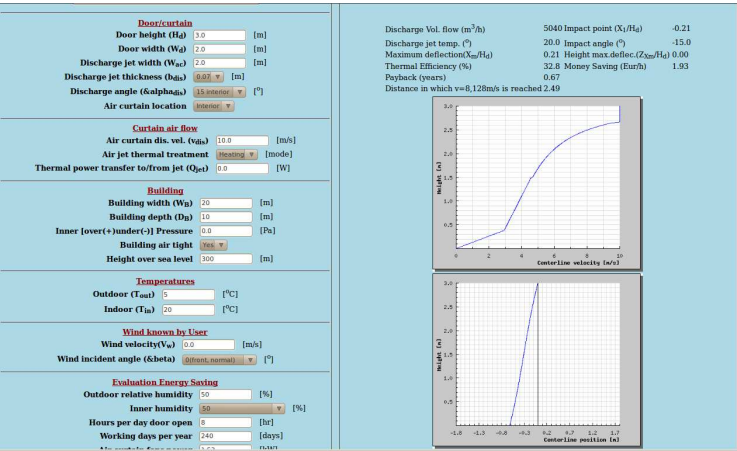 Door/curtain
Door height (Hd) 3.0 [m]
Door width (Wd) 2.0 [m]
Discharge jet width (Wac) 2.0 [m]
Discharge jet thickness (bdis) 0.07 [m]
Discharge angle (&alphadis) 15 interior [o]
Air curtain location Interior
Curtain air flow
Air curtain dis. vel. (vdis) 10.0 [m/s]
Air jet thermal treatment Heating [mode]
Thermal power transfer to/from jet (Qjet) 0.0 [W]
Building
Building width (WB) 20 [m]
Building depth (DB) 10 [m]
Inner [over(+)under(-)] Pressure 0.0 [Pa]
Building air tight Yes
Height over sea level 300 [m]
Temperatures
Outdoor (Tout) 5 [oC]
Indoor (Tin) 20 [oC]
Wind known by User
Wind velocity(Vw) 0.0 [m/s]
Wind incident angle (&beta) 0(front, normal) [o]
Evaluation Energy Saving
Outdoor relative humidity 50 [%]
Inner humidity 50 [%]
Hours per day door open 8 [hr]
Working days per year 240 [days]
Discharge Vol. flow (m3/h) 5040 Impact point (X1/Hd) -0.21
Discharge jet temp. (o) 20.0 Impact angle (o) -15.0
Maximum deflection(Xm/Hd) 0.21 Height max.deflec.(ZXm/Hd) 0.00
Thermal Efficiency (%) 32.8 Money Saving (Eur/h) 1.93
Payback (years) 0.67
Distance in which v=8,128m/s is reached 2.49
3.0
2.5
2.0
1.5
1.0
0.5
Height [m]
0 2 4 6 8 10
Centerline velocity [m/s]
3.0
2.5
2.0
1.5
1.0
0.5
Height [m]
-1.8 -1.3 -0.8 -0.3 0.2 0.7 1.2 1.7
Centerline position [m]